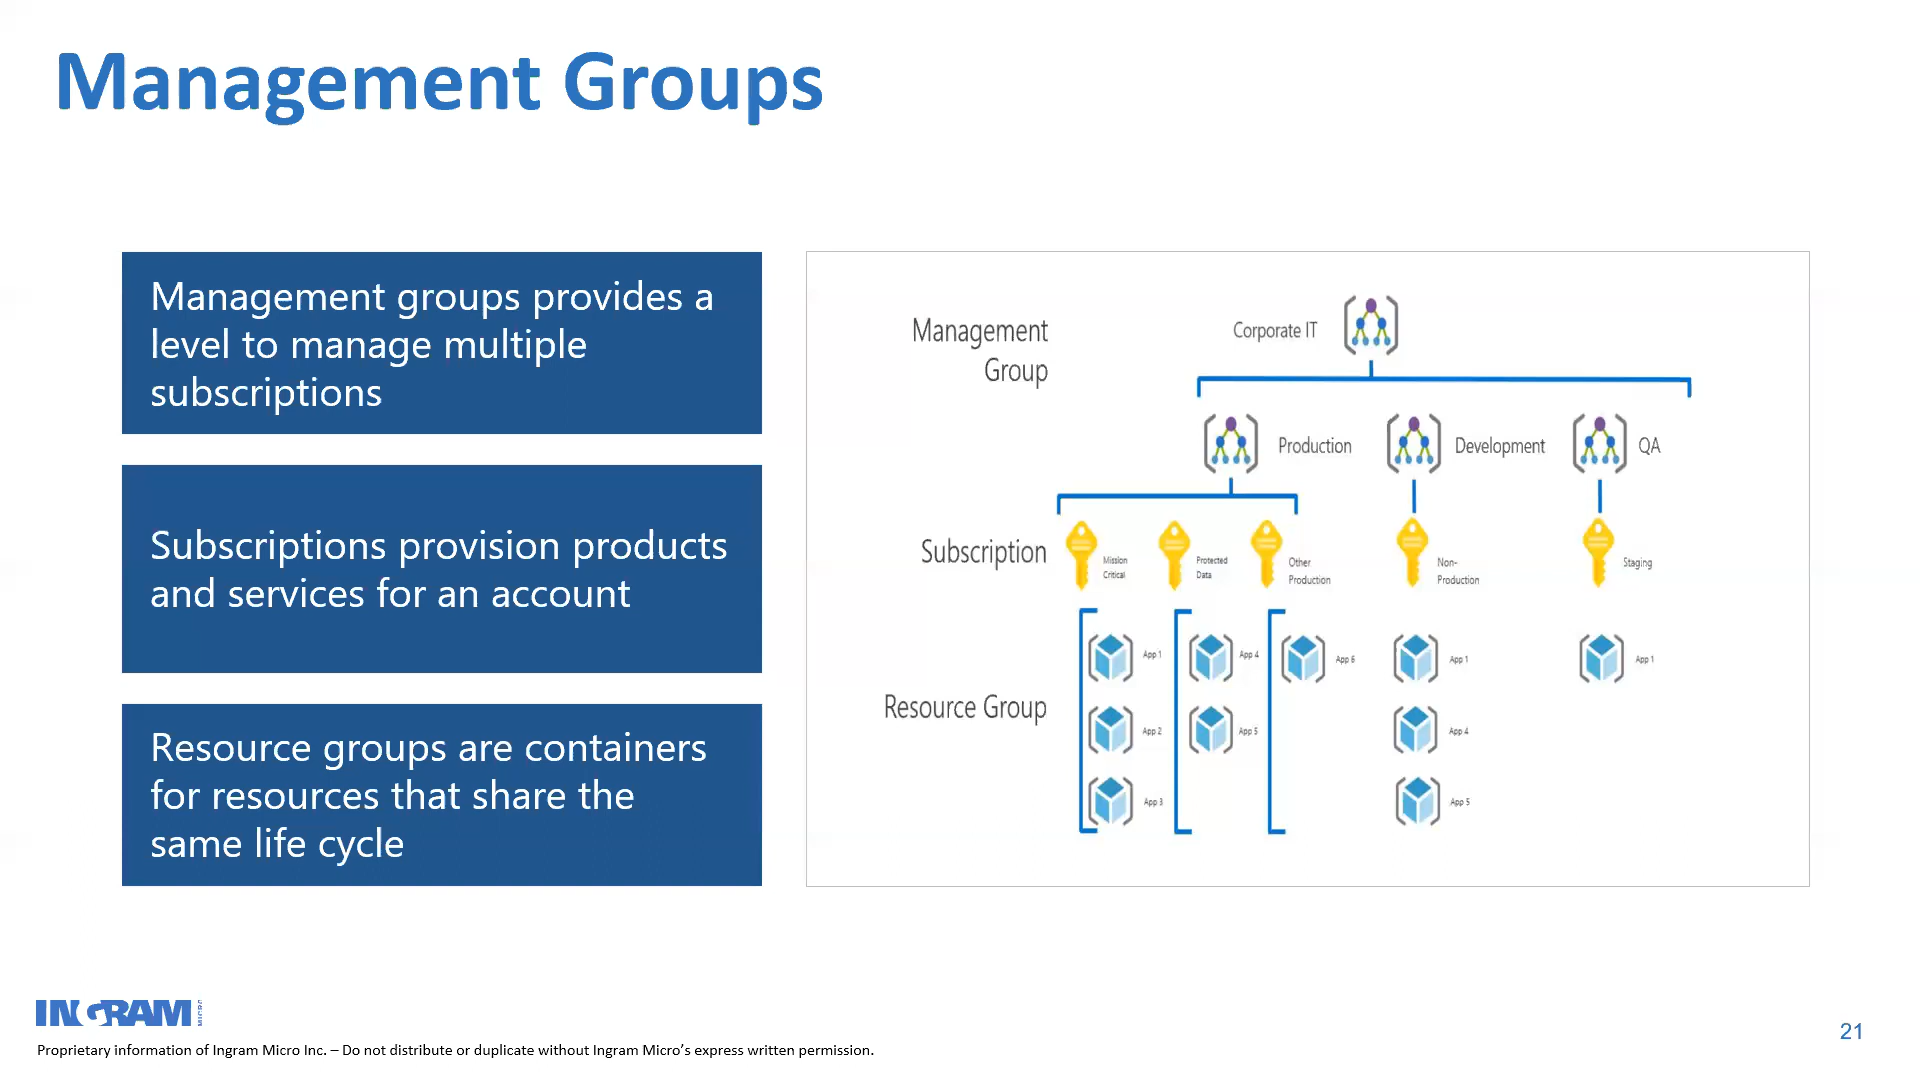 Management Groups
Management groups provides a
level to manage multiple
subscriptions
Subscriptions provision products
and services for an account
Resource groups are containers
for resources that share the
same life cycle
Management
Group
Corporate IT
Production
Development
QA
Subscription
Mission
Critical
Protected
Data
Other
Production
Non-
Production
Staging
Resource Group
App 1
App 4
App 6
App 1
App 1
App 2
App 5
App 4
App 3
App 5
INGRAM
MICRO
Proprietary information of Ingram Micro Inc. – Do not distribute or duplicate without Ingram Micro’s express written permission.
21